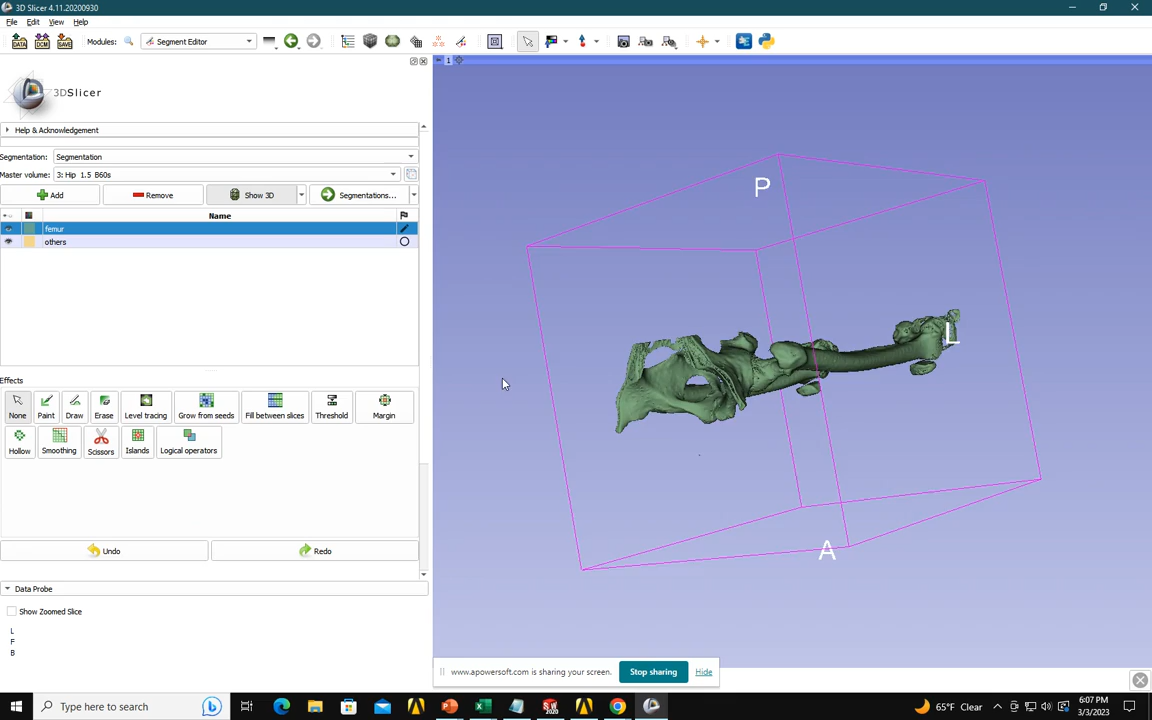 3D Slicer 4.11.20200930
File Edit View Help
DATA DCM SAVE Modules: Segment Editor
1
3DSlicer
Help & Acknowledgement
Segmentation: Segmentation
Master volume: 3: Hip 1.5 B60s
Add Remove Show 3D Segmentations...
Name
femur
others
Effects
None Paint Draw Erase Level tracing Grow from seeds Fill between slices Threshold Margin
Hollow Smoothing Scissors Islands Logical operators
Undo Redo
Data Probe
Show Zoomed Slice
L
F
B
P
L
A
www.apowersoft.com is sharing your screen. Stop sharing Hide
Type here to search
65°F Clear
6:07 PM
3/3/2023